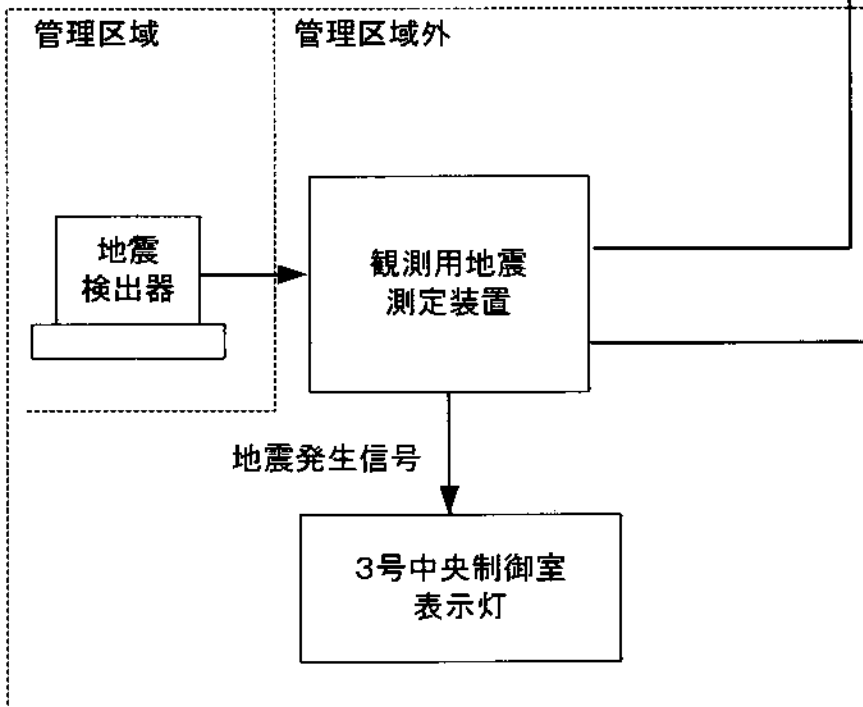 管理区域
管理区域外
地震
検出器
観測用地震
測定装置
地震発生信号
3号中央制御室
表示灯